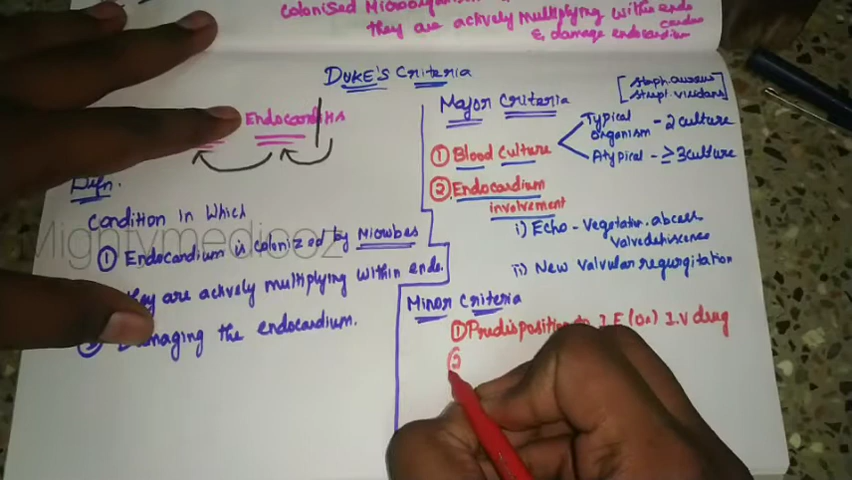 colonised Microorganism
they are actively multiplying within endo cardium
& damage endocardium
DUKE'S Criteria
Endocarditis
Defn.
Condition in Which
① Endocardium is colonized by Microbes
they are actively multiplying within endo.
Damaging the endocardium.
Mightymedicoz
Major Criteria
[Staph. aureus
Strept. viridans]
① Blood Culture
Typical organism - 2 culture
Atypical - ≥ 3 culture
② Endocardium
involvement
i) Echo - Vegetation, abcess
Valve dehiscence
ii) New valvular regurgitation
Minor Criteria
① Predisposition to I.E (Or) I.V drug
②